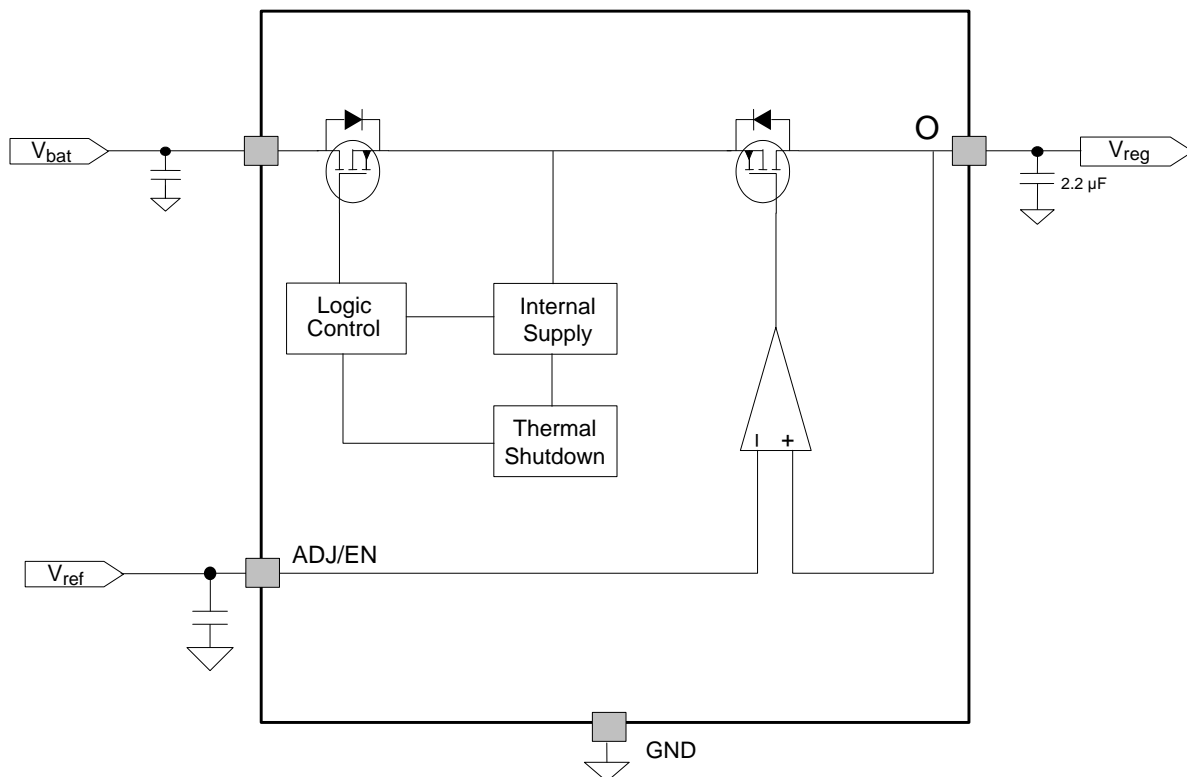 O
V_bat
V_reg
2.2 µF
Logic
Control
Internal
Supply
Thermal
Shutdown
– +
ADJ/EN
V_ref
GND